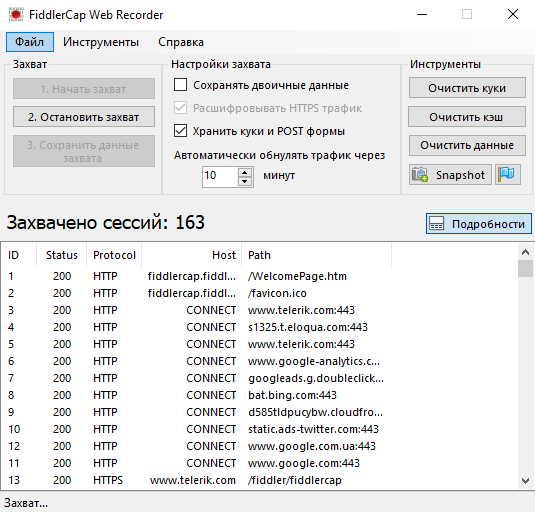 FiddlerCap Web Recorder
Файл Инструменты Справка
Захват
1. Начать захват
2. Остановить захват
3. Сохранить данные
захвата
Настройки захвата
Сохранять двоичные данные
Расшифровывать HTTPS трафик
Хранить куки и POST формы
Автоматически обнулять трафик через
10 минут
Инструменты
Очистить куки
Очистить кэш
Очистить данные
Snapshot
Захвачено сессий: 163
Подробности
ID Status Protocol Host Path
1 200 HTTP fiddlercap.fiddl... /WelcomePage.htm
2 200 HTTP fiddlercap.fiddl... /favicon.ico
3 200 HTTP CONNECT www.telerik.com:443
4 200 HTTP CONNECT s1325.t.eloqua.com:443
5 200 HTTP CONNECT www.telerik.com:443
6 200 HTTP CONNECT www.google-analytics.c...
7 200 HTTP CONNECT googleads.g.doubleclick...
8 200 HTTP CONNECT bat.bing.com:443
9 200 HTTP CONNECT d585tldpucybw.cloudfro...
10 200 HTTP CONNECT static.ads-twitter.com:443
12 200 HTTP CONNECT www.google.com.ua:443
11 200 HTTP CONNECT www.google.com:443
13 200 HTTPS www.telerik.com /fiddler/fiddlercap
Захват...